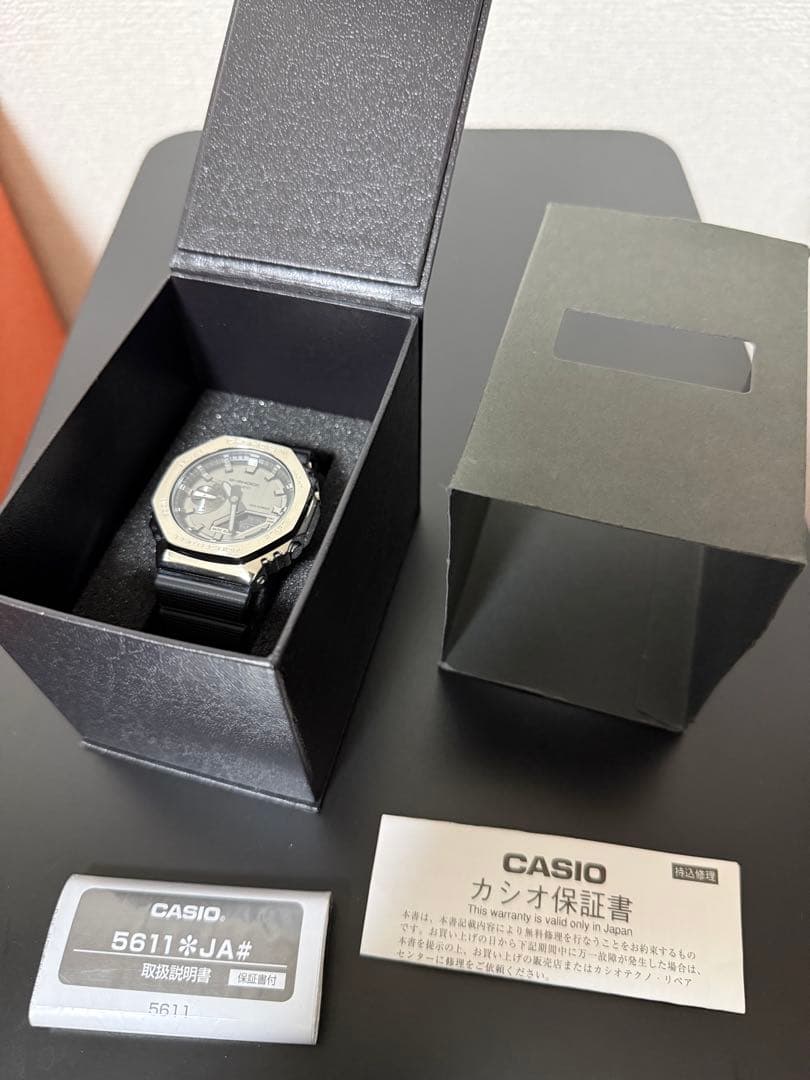 G-SHOCK
CASIO
5611✽JA#
取扱説明書 保証書付
5611
CASIO 持込修理
カシオ保証書
This warranty is valid only in Japan
本書は、本書記載内容により無料修理を行なうことをお約束するもの
です。お買い上げの日から下記期間中に万一故障が発生した場合は、
本書を提示の上、お買い上げの販売店またはカシオテクノ・リペア
センターに修理をご依頼ください。